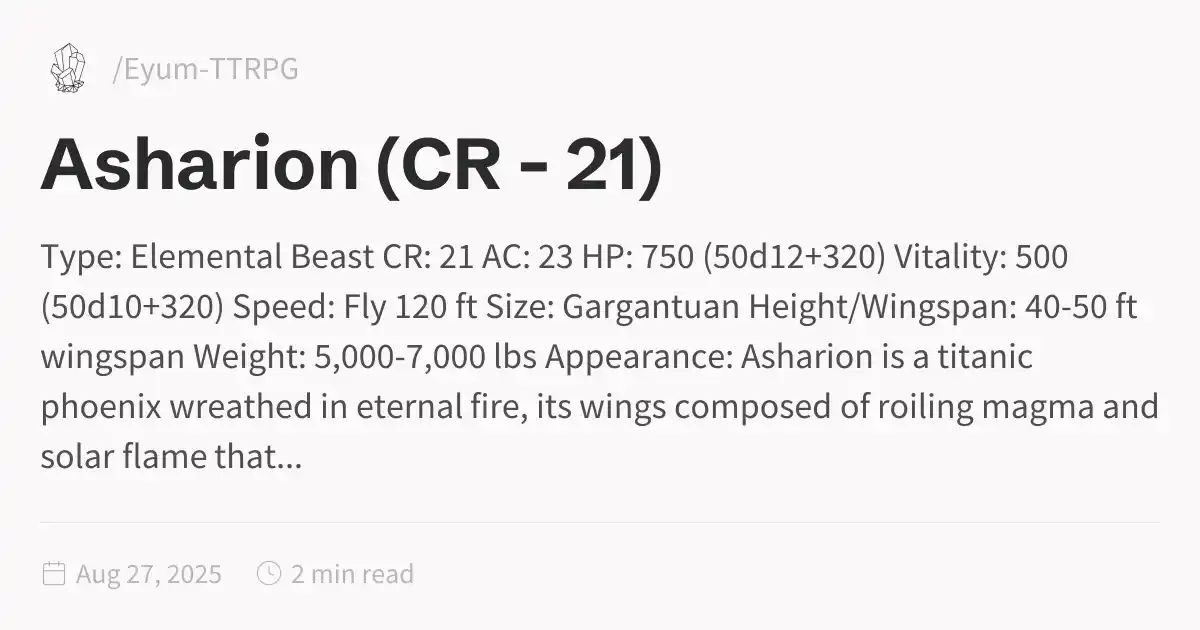 /Eyum-TTRPG
Asharion (CR - 21)
Type: Elemental Beast CR: 21 AC: 23 HP: 750 (50d12+320) Vitality: 500
(50d10+320) Speed: Fly 120 ft Size: Gargantuan Height/Wingspan: 40-50 ft
wingspan Weight: 5,000-7,000 lbs Appearance: Asharion is a titanic
phoenix wreathed in eternal fire, its wings composed of roiling magma and
solar flame that...
Aug 27, 2025 2 min read